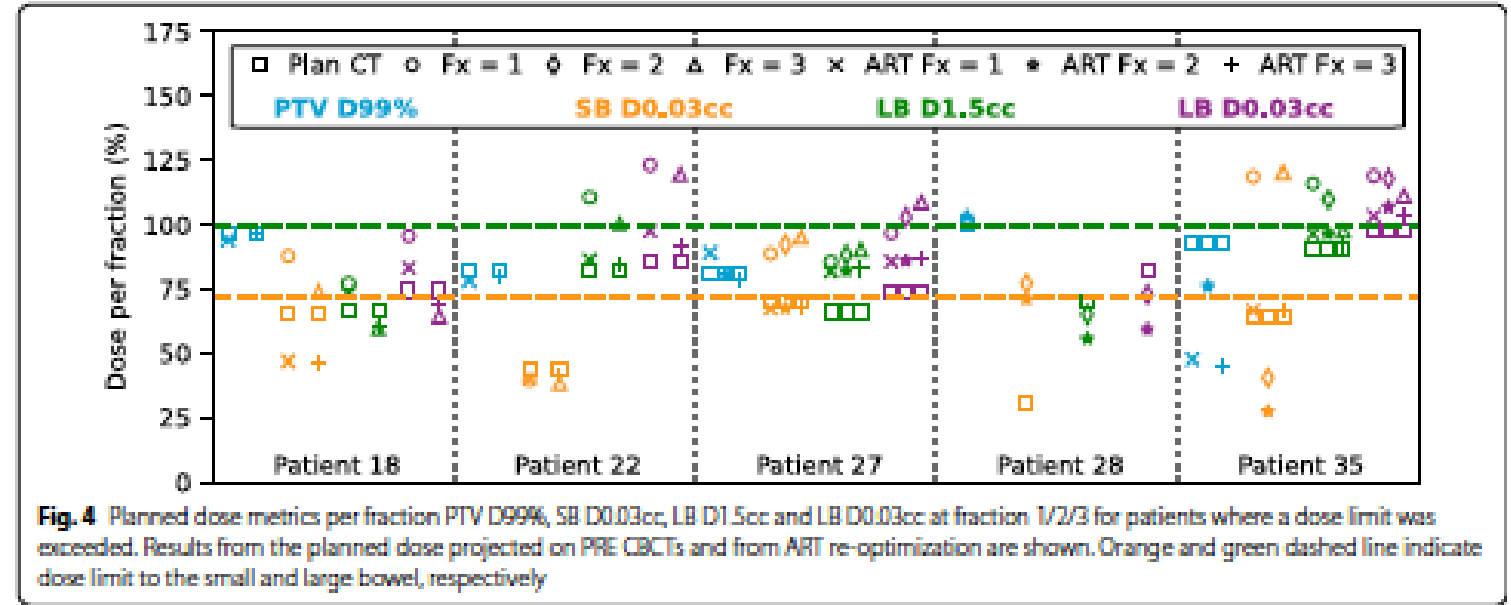 175
150
125
100
75
50
25
0
Dose per fraction (%)
Plan CT Fx = 1 Fx = 2 Fx = 3 ART Fx = 1 ART Fx = 2 ART Fx = 3
PTV D99% SB D0.03cc LB D1.5cc LB D0.03cc
Patient 18 Patient 22 Patient 27 Patient 28 Patient 35
Fig. 4 Planned dose metrics per fraction PTV D99%, SB D0.03cc, LB D1.5cc and LB D0.03cc at fraction 1/2/3 for patients where a dose limit was
exceeded. Results from the planned dose projected on PRE CBCTs and from ART re-optimization are shown. Orange and green dashed line indicate
dose limit to the small and large bowel, respectively